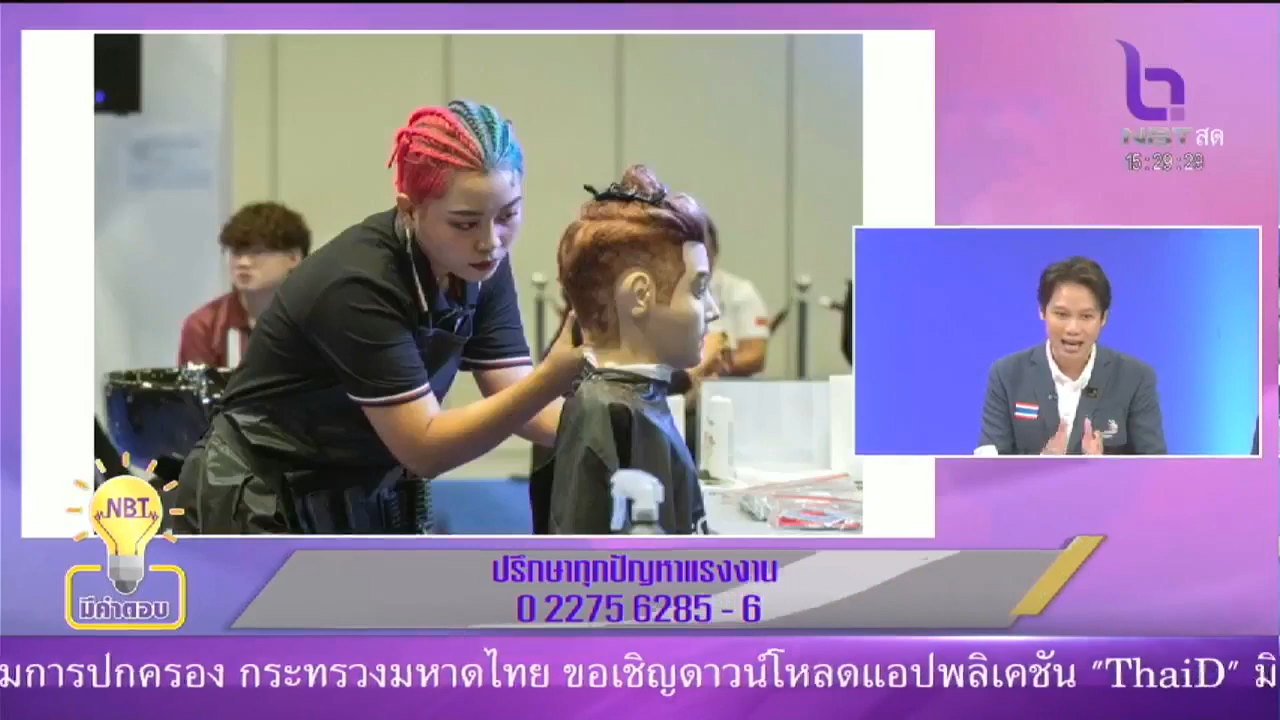 NBT สด
15:29:29
NBT
มีคำตอบ
ปรึกษาทุกปัญหาแรงงาน
0 2275 6285 - 6
มการปกครอง กระทรวงมหาดไทย ขอเชิญดาวน์โหลดแอปพลิเคชัน "ThaiD" มิ